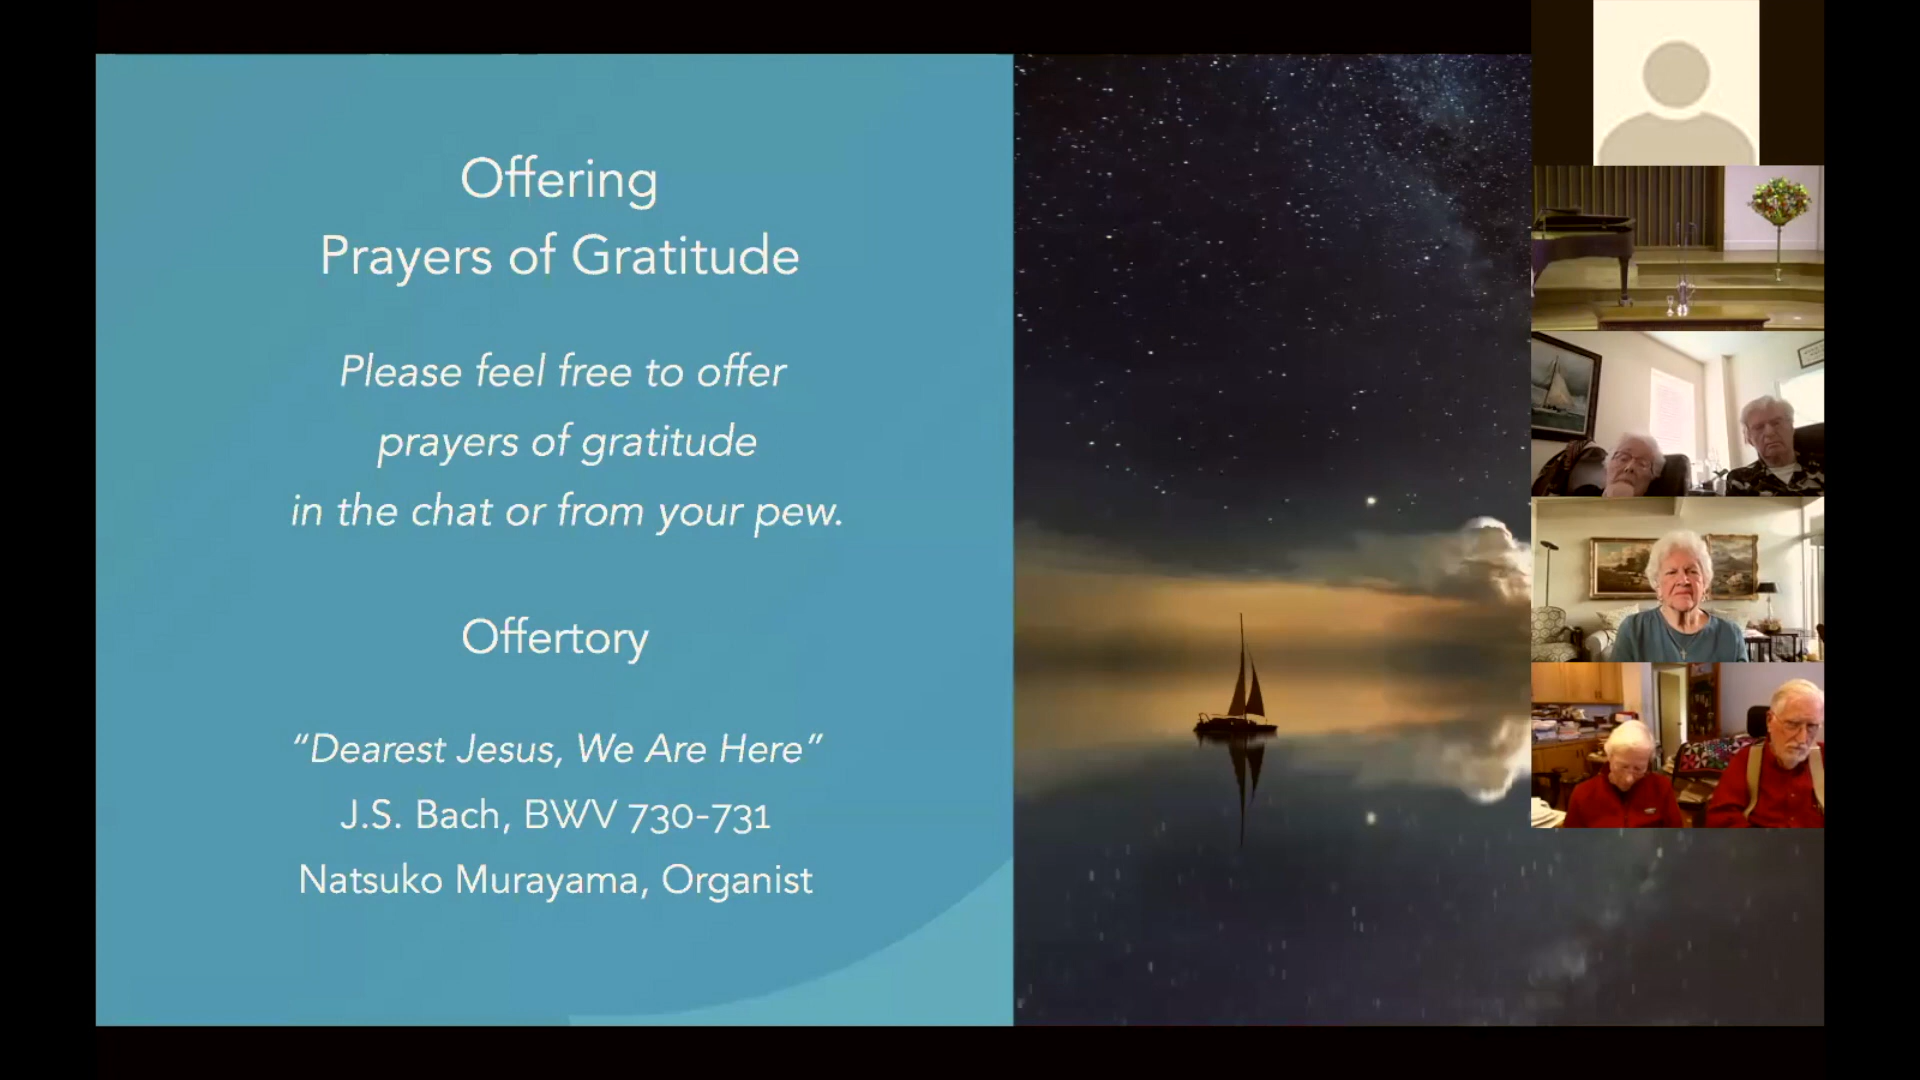 Offering
Prayers of Gratitude
Please feel free to offer
prayers of gratitude
in the chat or from your pew.
Offertory
“Dearest Jesus, We Are Here”
J.S. Bach, BWV 730-731
Natsuko Murayama, Organist